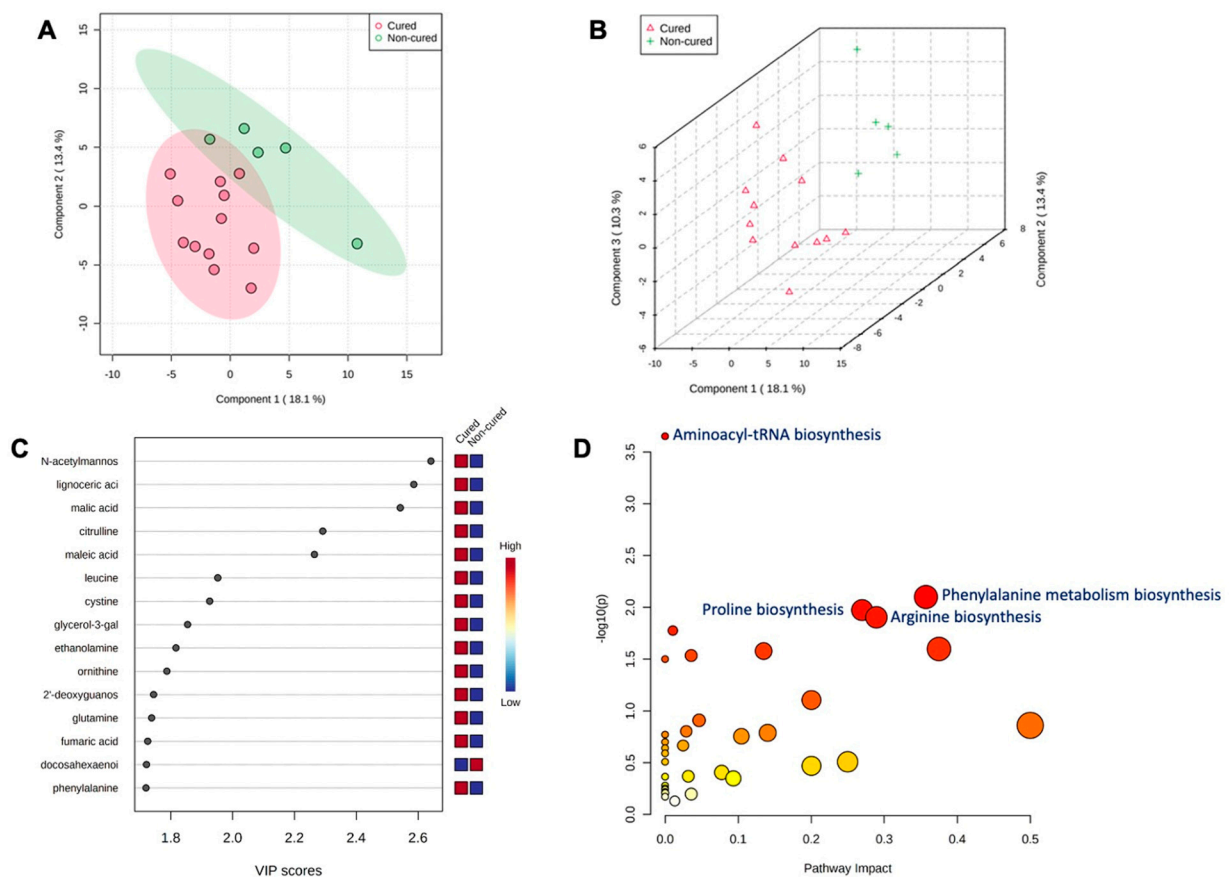 A
Cured
Non-cured
15
10
5
0
-5
-10
Component 2 ( 13.4 %)
-10
-5
0
5
10
15
Component 1 ( 18.1 %)
B
Cured
Non-cured
6
4
2
0
-2
-4
-6
Component 3 ( 10.3 %)
-10
-5
0
5
10
15
Component 1 ( 18.1 %)
-8
-6
-4
-2
0
2
4
6
8
Component 2 ( 13.4 %)
C
Cured
Non-cured
N-acetylmannos
lignoceric aci
malic acid
citrulline
maleic acid
leucine
cystine
glycerol-3-gal
ethanolamine
ornithine
2'-deoxyguanos
glutamine
fumaric acid
docosahexaenoi
phenylalanine
High
Low
1.8
2.0
2.2
2.4
2.6
VIP scores
D
Aminoacyl-tRNA biosynthesis
Phenylalanine metabolism biosynthesis
Proline biosynthesis
Arginine biosynthesis
3.5
3.0
2.5
2.0
1.5
1.0
0.5
0.0
-log10(p)
0.0
0.1
0.2
0.3
0.4
0.5
Pathway Impact